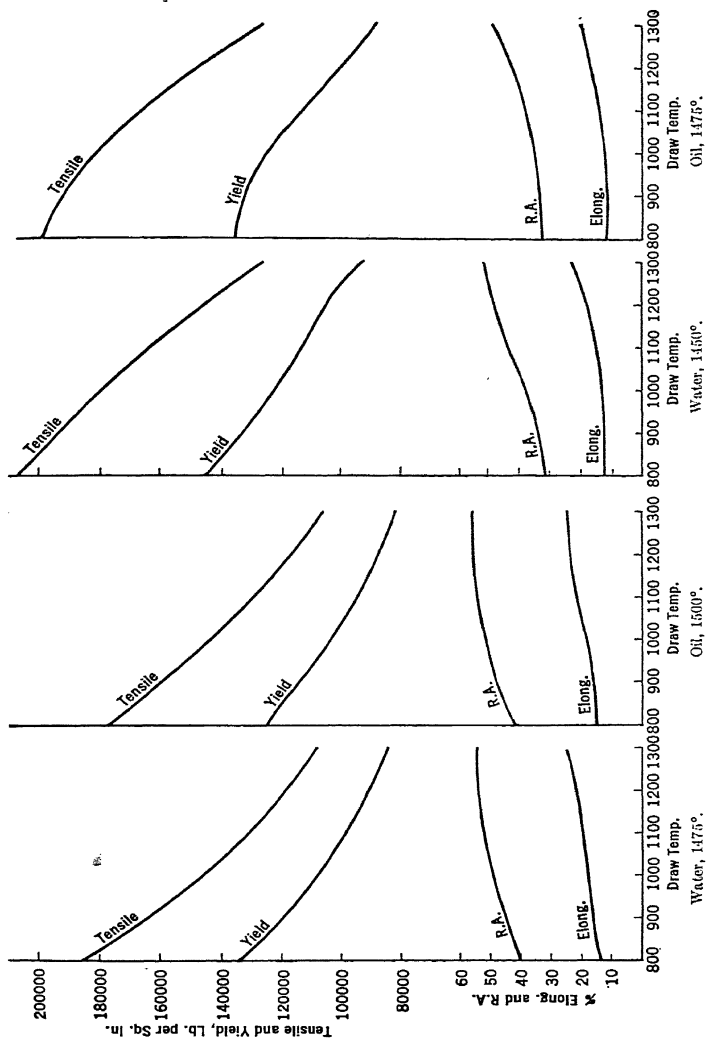 Tensile and Yield, Lb. per Sq. In.
% Elong. and R.A.
200000
180000
160000
140000
120000
100000
80000
60
50
40
30
20
10
Tensile
Yield
R.A.
Elong.
800 900 1000 1100 1200 1300
Draw Temp.
Water, 1475°.
Tensile
Yield
R.A.
Elong.
800 900 1000 1100 1200 1300
Draw Temp.
Oil, 1500°.
Tensile
Yield
R.A.
Elong.
800 900 1000 1100 1200 1300
Draw Temp.
Water, 1450°.
Tensile
Yield
R.A.
Elong.
800 900 1000 1100 1200 1300
Draw Temp.
Oil, 1475°.